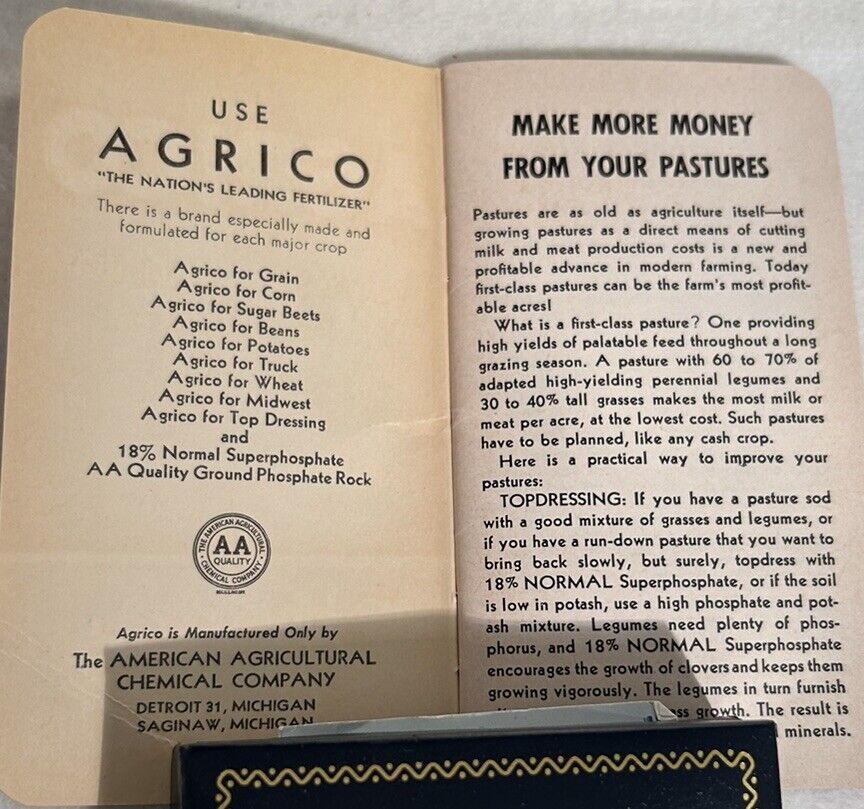 USE
AGRICO
"THE NATION'S LEADING FERTILIZER"
There is a brand especially made and
formulated for each major crop
Agrico for Grain
Agrico for Corn
Agrico for Sugar Beets
Agrico for Beans
Agrico for Potatoes
Agrico for Truck
Agrico for Wheat
Agrico for Midwest
Agrico for Top Dressing
and
18% Normal Superphosphate
AA Quality Ground Phosphate Rock
THE AMERICAN AGRICULTURAL
AA
QUALITY
CHEMICAL COMPANY
Agrico is Manufactured Only by
The AMERICAN AGRICULTURAL
CHEMICAL COMPANY
DETROIT 31, MICHIGAN
SAGINAW, MICHIGAN
MAKE MORE MONEY
FROM YOUR PASTURES
Pastures are as old as agriculture itself—but
growing pastures as a direct means of cutting
milk and meat production costs is a new and
profitable advance in modern farming. Today
first-class pastures can be the farm's most profit-
able acres!
What is a first-class pasture? One providing
high yields of palatable feed throughout a long
grazing season. A pasture with 60 to 70% of
adapted high-yielding perennial legumes and
30 to 40% tall grasses makes the most milk or
meat per acre, at the lowest cost. Such pastures
have to be planned, like any cash crop.
Here is a practical way to improve your
pastures:
TOPDRESSING: If you have a pasture sod
with a good mixture of grasses and legumes, or
if you have a run-down pasture that you want to
bring back slowly, but surely, topdress with
18% NORMAL Superphosphate, or if the soil
is low in potash, use a high phosphate and pot-
ash mixture. Legumes need plenty of phos-
phorus, and 18% NORMAL Superphosphate
encourages the growth of clovers and keeps them
growing vigorously. The legumes in turn furnish
growth. The result is
minerals.